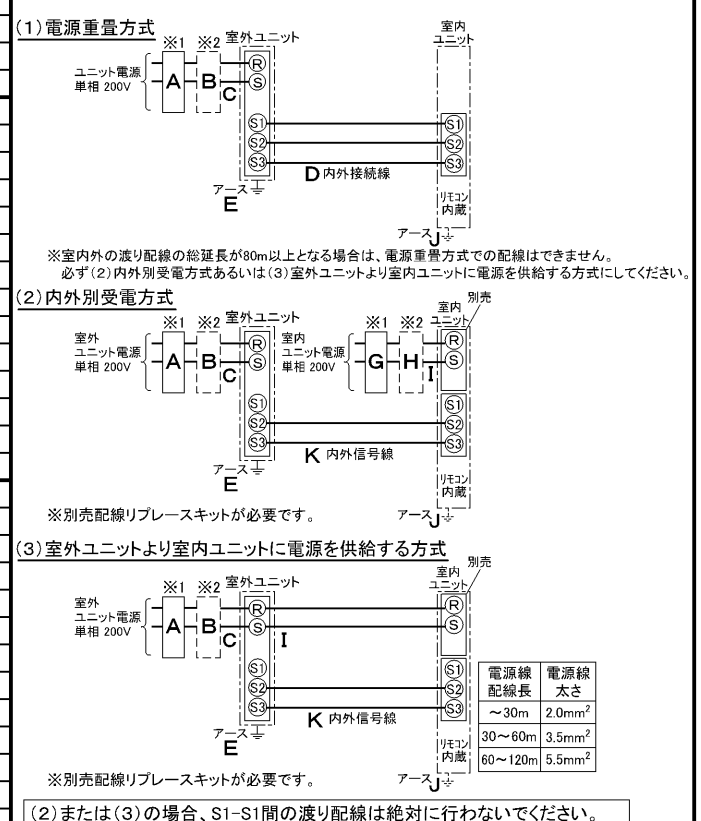 (1)電源重畳方式
※1 ※2 室外ユニット
室内
ユニット
ユニット電源
単相 200V
A B C
R
S
S1 S1
S2 S2
S3 S3
D 内外接続線
アース
E
リモコン
内蔵
アース J
※室内外の渡り配線の総延長が80m以上となる場合は、電源重畳方式での配線はできません。
必ず(2)内外別受電方式あるいは(3)室外ユニットより室内ユニットに電源を供給する方式にしてください。
(2)内外別受電方式
※1 ※2 室外ユニット
※1 ※2
室内
ユニット
別売
室外
ユニット電源
単相 200V
A B C
R
S
室内
ユニット電源
単相 200V
G H I
R
S
S1 S1
S2 S2
S3 S3
K 内外信号線
アース
E
リモコン
内蔵
※別売配線リプレースキットが必要です。
アース J
(3)室外ユニットより室内ユニットに電源を供給する方式
※1 ※2 室外ユニット
室内
ユニット
別売
室外
ユニット電源
単相 200V
A B C
R R
S I S
S1 S1
S2 S2
S3 S3
K 内外信号線
アース
E
リモコン
内蔵
電源線配線長 電源線太さ
～30m 2.0mm²
30～60m 3.5mm²
60～120m 5.5mm²
※別売配線リプレースキットが必要です。
アース J
(2)または(3)の場合、S1-S1間の渡り配線は絶対に行わないでください。